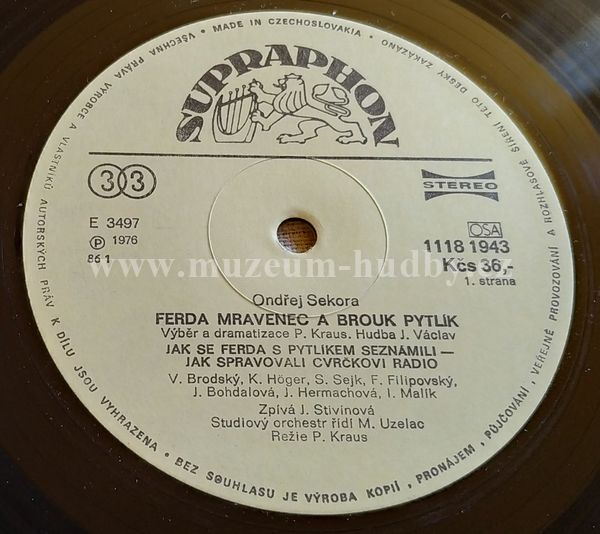 MADE IN CZECHOSLOVAKIA • VŠECHNA PRÁVA VÝROBCE A VLASTNÍKŮ AUTORSKÝCH PRÁV K DÍLU JSOU VYHRAZENA • BEZ SOUHLASU JE VÝROBA KOPIÍ, PRONÁJEM, PŮJČOVÁNÍ, VEŘEJNÉ PROVOZOVÁNÍ A ROZHLASOVÉ ŠÍŘENÍ TÉTO DESKY ZAKÁZÁNO •
SUPRAPHON
33
STEREO
E 3497
℗ 1976
86 1
OSA
1118 1943
Kčs 36,-
1. strana
www.muzeum-hudby.cz
Ondřej Sekora
FERDA MRAVENEC A BROUK PYTLÍK
Výběr a dramatizace P. Kraus. Hudba J. Václav
JAK SE FERDA S PYTLÍKEM SEZNÁMILI —
JAK SPRAVOVALI CVRČKOVI RADIO
V. Brodský, K. Höger, S. Sejk, F. Filipovský,
J. Bohdalová, J. Hermachová, I. Malík
Zpívá J. Stivínová
Studiový orchestr řídí M. Uzelac
Režie P. Kraus